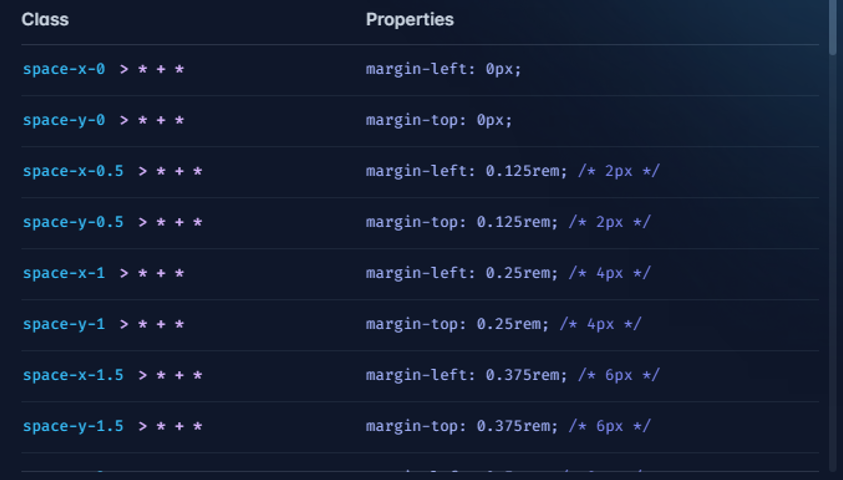 Class Properties
space-x-0 > * + * margin-left: 0px;
space-y-0 > * + * margin-top: 0px;
space-x-0.5 > * + * margin-left: 0.125rem; /* 2px */
space-y-0.5 > * + * margin-top: 0.125rem; /* 2px */
space-x-1 > * + * margin-left: 0.25rem; /* 4px */
space-y-1 > * + * margin-top: 0.25rem; /* 4px */
space-x-1.5 > * + * margin-left: 0.375rem; /* 6px */
space-y-1.5 > * + * margin-top: 0.375rem; /* 6px */